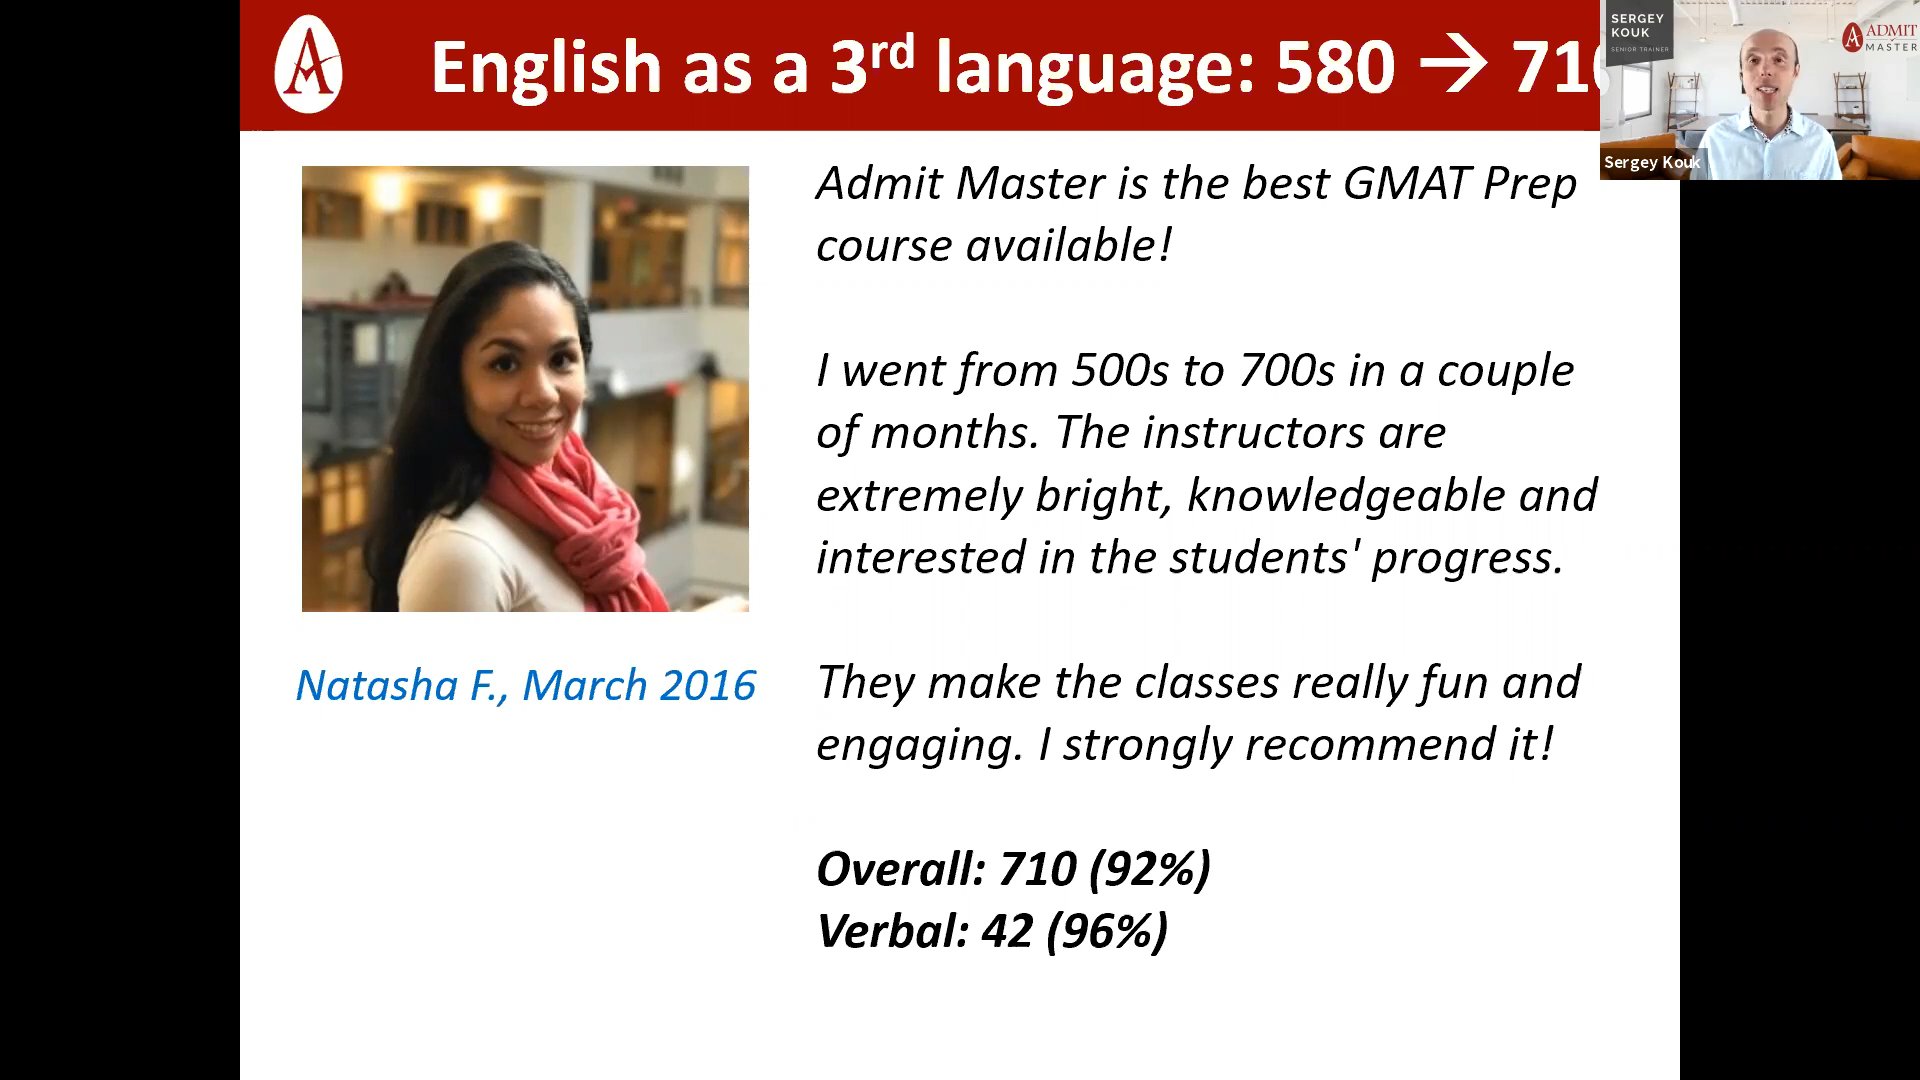 English as a 3rd language: 580 → 710
Admit Master is the best GMAT Prep
course available!
I went from 500s to 700s in a couple
of months. The instructors are
extremely bright, knowledgeable and
interested in the students' progress.
They make the classes really fun and
engaging. I strongly recommend it!
Overall: 710 (92%)
Verbal: 42 (96%)
Natasha F., March 2016
SERGEY
KOUK
SENIOR TRAINER
ADMIT
MASTER
Sergey Kouk